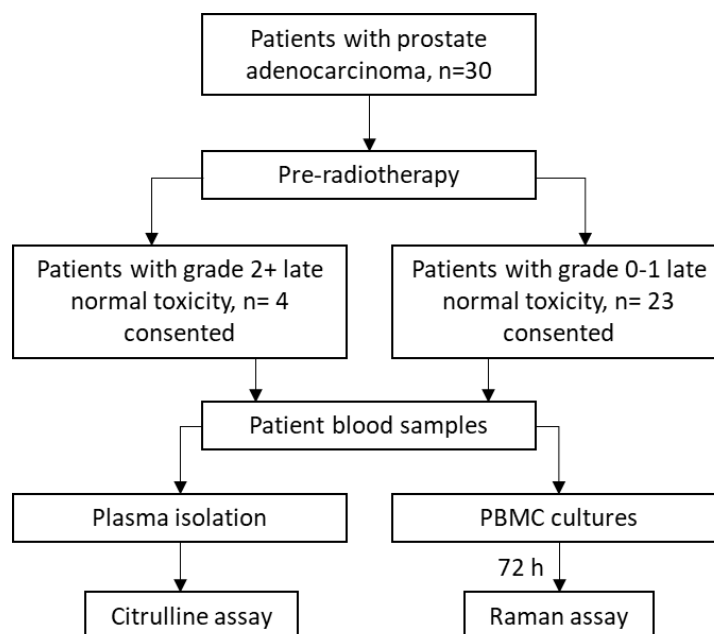 Patients with prostate
adenocarcinoma, n=30
Pre-radiotherapy
Patients with grade 2+ late
normal toxicity, n= 4
consented
Patients with grade 0-1 late
normal toxicity, n= 23
consented
Patient blood samples
Plasma isolation
PBMC cultures
72 h
Citrulline assay
Raman assay